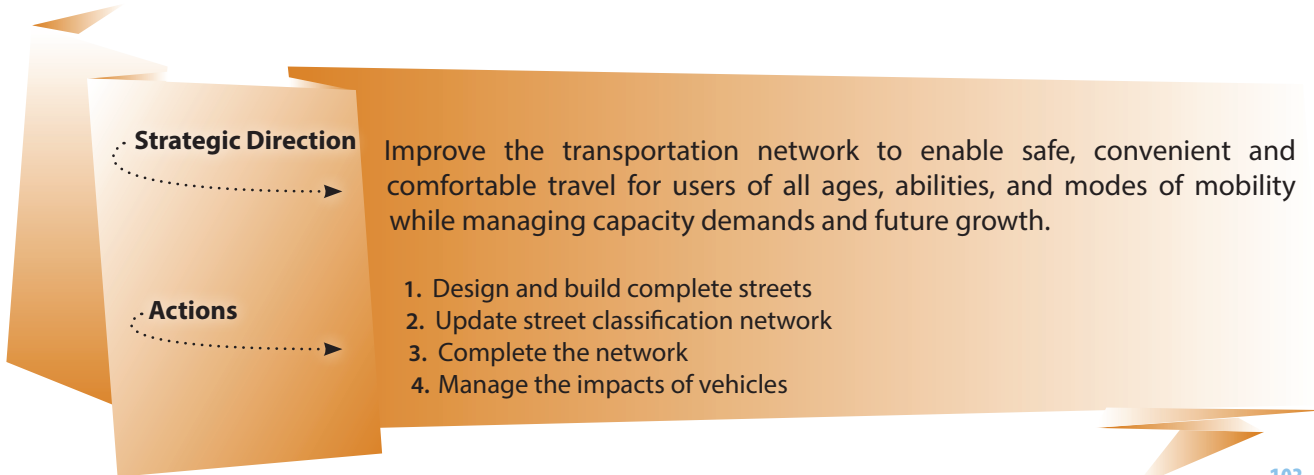 Strategic Direction
Improve the transportation network to enable safe, convenient and
comfortable travel for users of all ages, abilities, and modes of mobility
while managing capacity demands and future growth.
Actions
1. Design and build complete streets
2. Update street classification network
3. Complete the network
4. Manage the impacts of vehicles
103